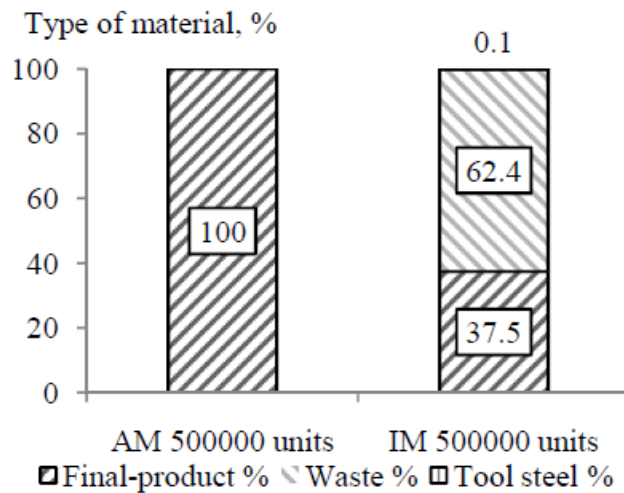 Type of material, %
0.1
100
80
60
40
20
0
100
62.4
37.5
AM 500000 units
IM 500000 units
Final-product % Waste % Tool steel %